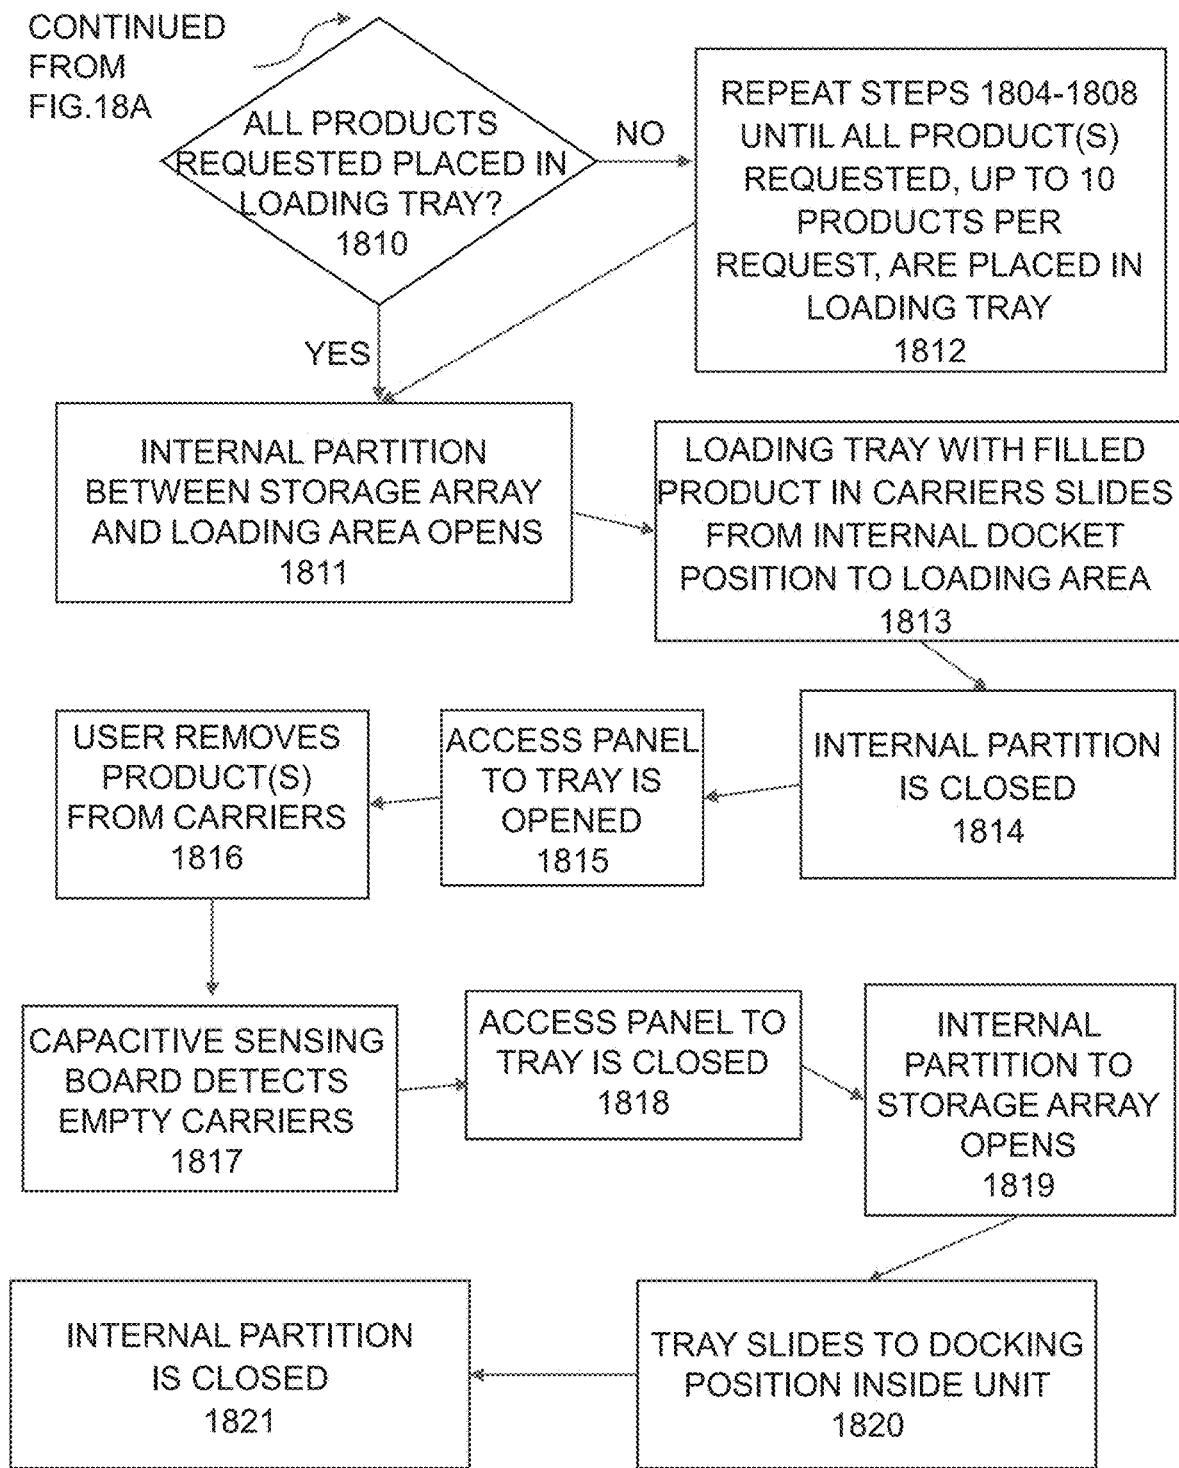 CONTINUED
FROM
FIG.18A
ALL PRODUCTS
REQUESTED PLACED IN
LOADING TRAY?
1810
NO
REPEAT STEPS 1804-1808
UNTIL ALL PRODUCT(S)
REQUESTED, UP TO 10
PRODUCTS PER
REQUEST, ARE PLACED IN
LOADING TRAY
1812
YES
INTERNAL PARTITION
BETWEEN STORAGE ARRAY
AND LOADING AREA OPENS
1811
LOADING TRAY WITH FILLED
PRODUCT IN CARRIERS SLIDES
FROM INTERNAL DOCKET
POSITION TO LOADING AREA
1813
INTERNAL PARTITION
IS CLOSED
1814
ACCESS PANEL
TO TRAY IS
OPENED
1815
USER REMOVES
PRODUCT(S)
FROM CARRIERS
1816
CAPACITIVE SENSING
BOARD DETECTS
EMPTY CARRIERS
1817
ACCESS PANEL TO
TRAY IS CLOSED
1818
INTERNAL
PARTITION TO
STORAGE ARRAY
OPENS
1819
TRAY SLIDES TO DOCKING
POSITION INSIDE UNIT
1820
INTERNAL PARTITION
IS CLOSED
1821